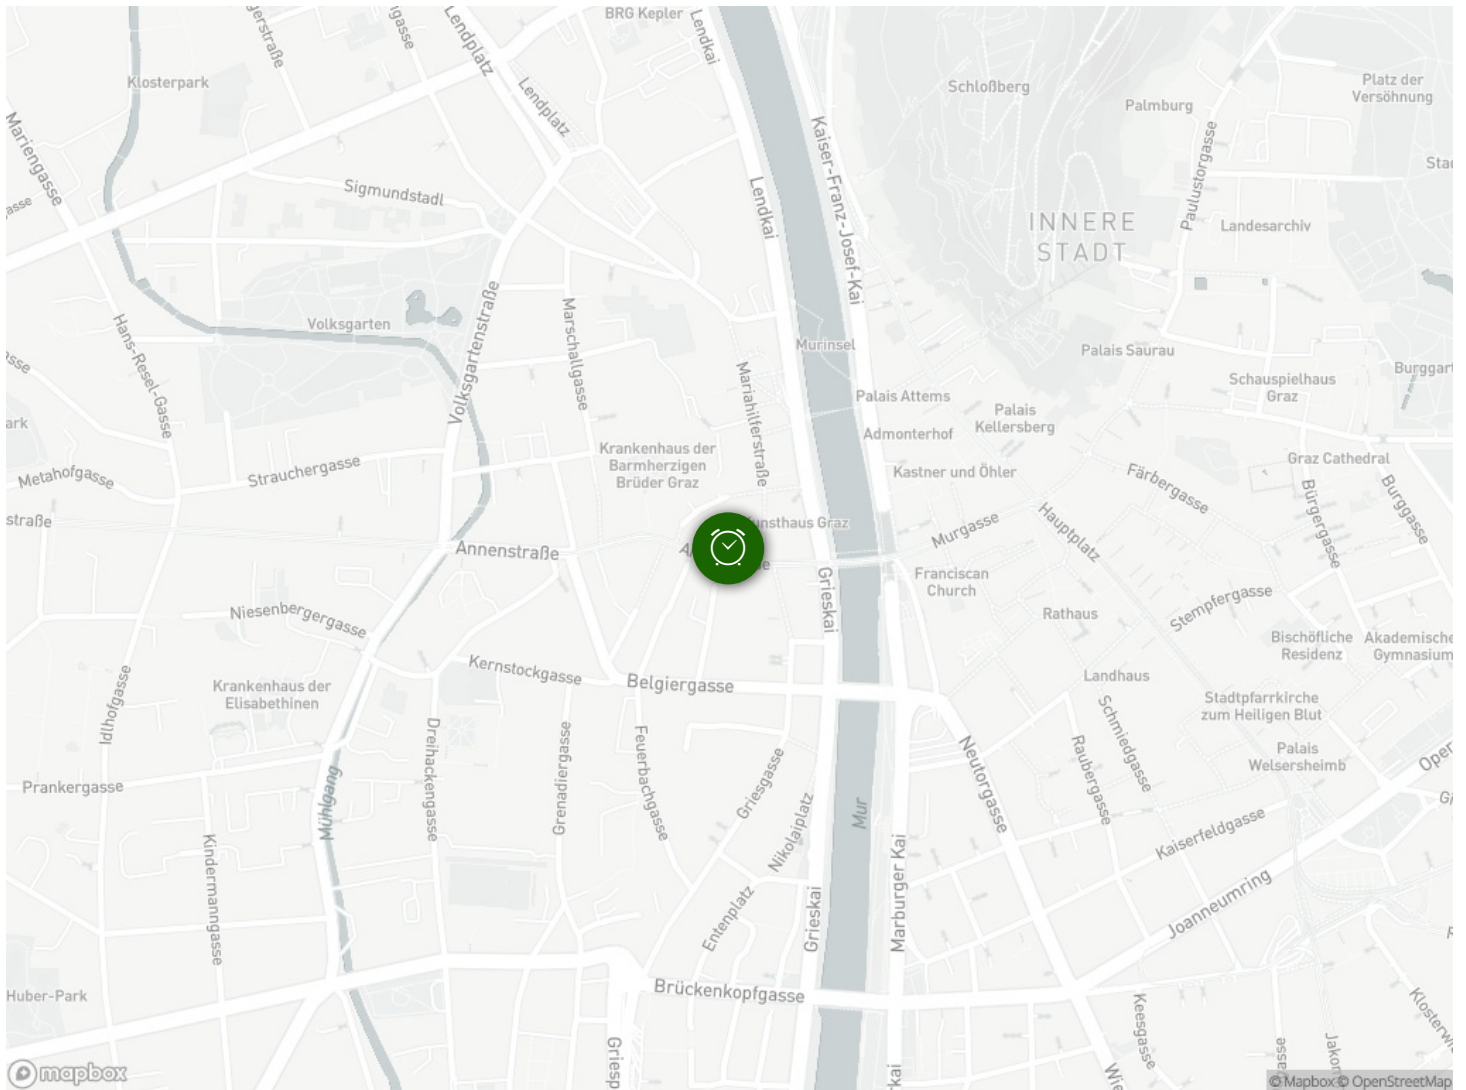 BRG Kepler
Lendkai
Lendplatz
Klosterpark
Lendplatz
Schloßberg
Platz der
Versöhnung
Palmburg
Mariengasse
Kaiser-Franz-Josef-Kai
Paulustorgasse
Sigmundstadl
Lendkai
INNERE
STADT
Landesarchiv
Volksgarten
Volksgartenstraße
Marschallgasse
Hans-Resel-Gasse
Murinsel
Palais Saurau
Mariahilferstraße
Schauspielhaus
Graz
Palais Attems
Palais
Kellersberg
Admonterhof
Krankenhaus der
Barmherzigen
Brüder Graz
Kastner und Öhler
Graz Cathedral
Färbergasse
Metahofgasse
Strauchergasse
Bürgergasse
Burggasse
Hauptplatz
Murgasse
Annenstraße
Franciscan
Church
Grieskai
Rathaus
Stempfergasse
Niesenbergergasse
Bischöfliche
Residenz
Akademische
Gymnasium
Kernstockgasse
Belgiergasse
Landhaus
Krankenhaus der
Elisabethinen
Stadtpfarrkirche
zum Heiligen Blut
Idlhofgasse
Schmiedgasse
Dreihackengasse
Grenadiergasse
Feuerbachgasse
Griesgasse
Neutorgasse
Raubergasse
Palais
Welsersheimb
Prankergasse
Mühlgang
Nikolaiplatz
Mur
Kaiserfeldgasse
Kindermanngasse
Marburger Kai
Joanneumring
Entenplatz
Grieskai
Huber-Park
Brückenkopfgasse
Keesgasse
mapbox
© Mapbox © OpenStreetMap